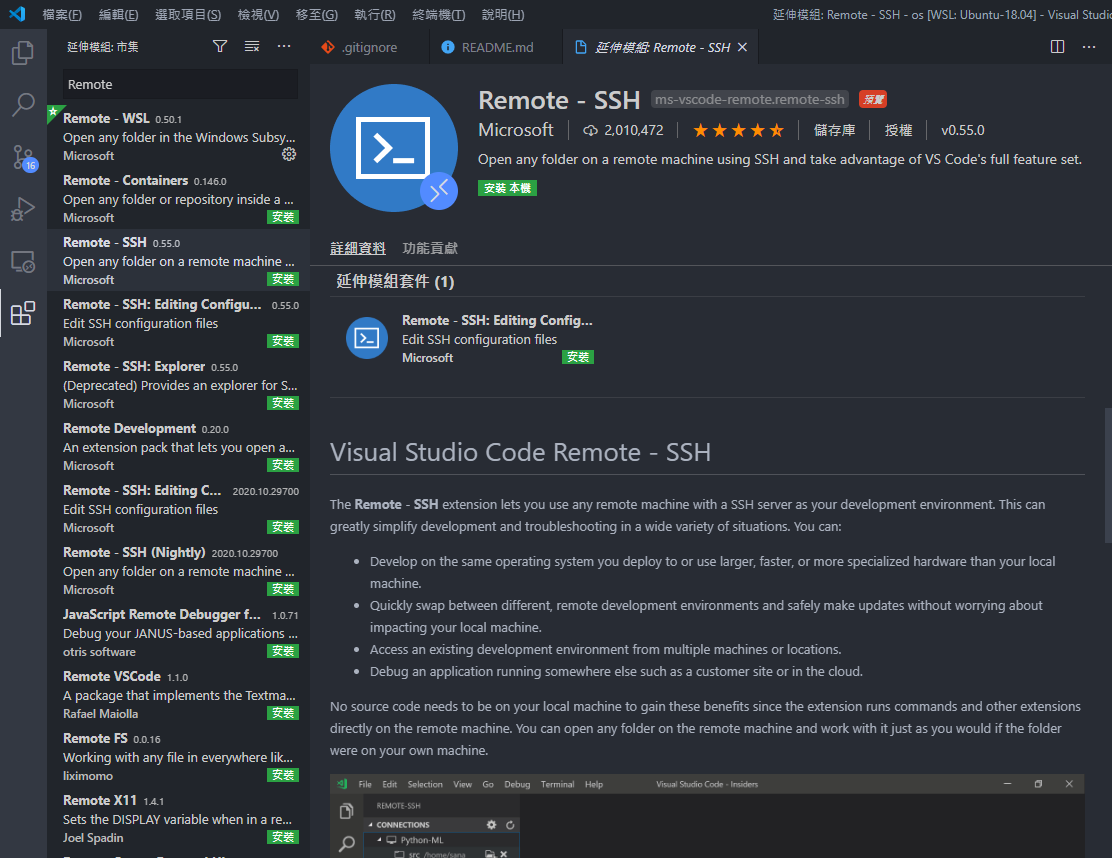 檔案(F) 編輯(E) 選取項目(S) 檢視(V) 移至(G) 執行(R) 終端機(T) 說明(H) 延伸模組: Remote - SSH - os [WSL: Ubuntu-18.04] - Visual Studio
延伸模組: 市集
Remote
Remote - WSL 0.50.1
Open any folder in the Windows Subsy...
Microsoft
Remote - Containers 0.146.0
Open any folder or repository inside a ...
Microsoft 安裝
Remote - SSH 0.55.0
Open any folder on a remote machine ...
Microsoft 安裝
Remote - SSH: Editing Configu... 0.55.0
Edit SSH configuration files
Microsoft 安裝
Remote - SSH: Explorer 0.55.0
(Deprecated) Provides an explorer for S...
Microsoft 安裝
Remote Development 0.20.0
An extension pack that lets you open a...
Microsoft 安裝
Remote - SSH: Editing C... 2020.10.29700
Edit SSH configuration files
Microsoft 安裝
Remote - SSH (Nightly) 2020.10.29700
Open any folder on a remote machine ...
Microsoft 安裝
JavaScript Remote Debugger f... 1.0.71
Debug your JANUS-based applications ...
otris software 安裝
Remote VSCode 1.1.0
A package that implements the Textma...
Rafael Maiolla 安裝
Remote FS 0.0.16
Working with any file in everywhere lik...
liximomo 安裝
Remote X11 1.4.1
Sets the DISPLAY variable when in a re...
Joel Spadin 安裝
16
.gitignore README.md 延伸模組: Remote - SSH
Remote - SSH ms-vscode-remote.remote-ssh 預覽
Microsoft 2,010,472 儲存庫 授權 v0.55.0
Open any folder on a remote machine using SSH and take advantage of VS Code's full feature set.
安裝 本機
詳細資料 功能貢獻
延伸模組套件 (1)
Remote - SSH: Editing Config...
Edit SSH configuration files
Microsoft 安裝
Visual Studio Code Remote - SSH
The Remote - SSH extension lets you use any remote machine with a SSH server as your development environment. This can
greatly simplify development and troubleshooting in a wide variety of situations. You can:
• Develop on the same operating system you deploy to or use larger, faster, or more specialized hardware than your local
machine.
• Quickly swap between different, remote development environments and safely make updates without worrying about
impacting your local machine.
• Access an existing development environment from multiple machines or locations.
• Debug an application running somewhere else such as a customer site or in the cloud.
No source code needs to be on your local machine to gain these benefits since the extension runs commands and other extensions
directly on the remote machine. You can open any folder on the remote machine and work with it just as you would if the folder
were on your own machine.
File Edit Selection View Go Debug Terminal Help Visual Studio Code - Insiders
REMOTE-SSH
CONNECTIONS
Python-ML
src /home/sana